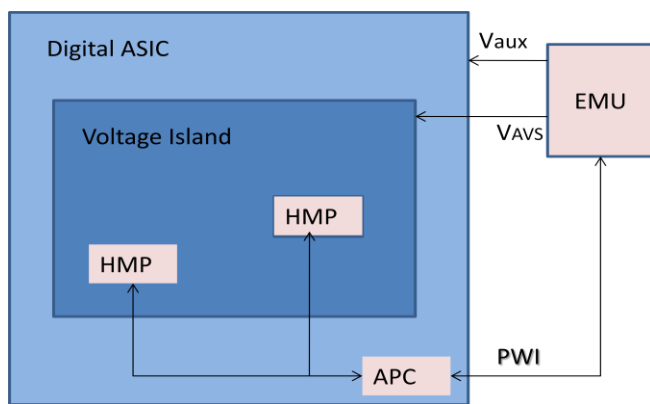 Digital ASIC
Vaux
EMU
Voltage Island
VAVS
HMP
HMP
PWI
APC